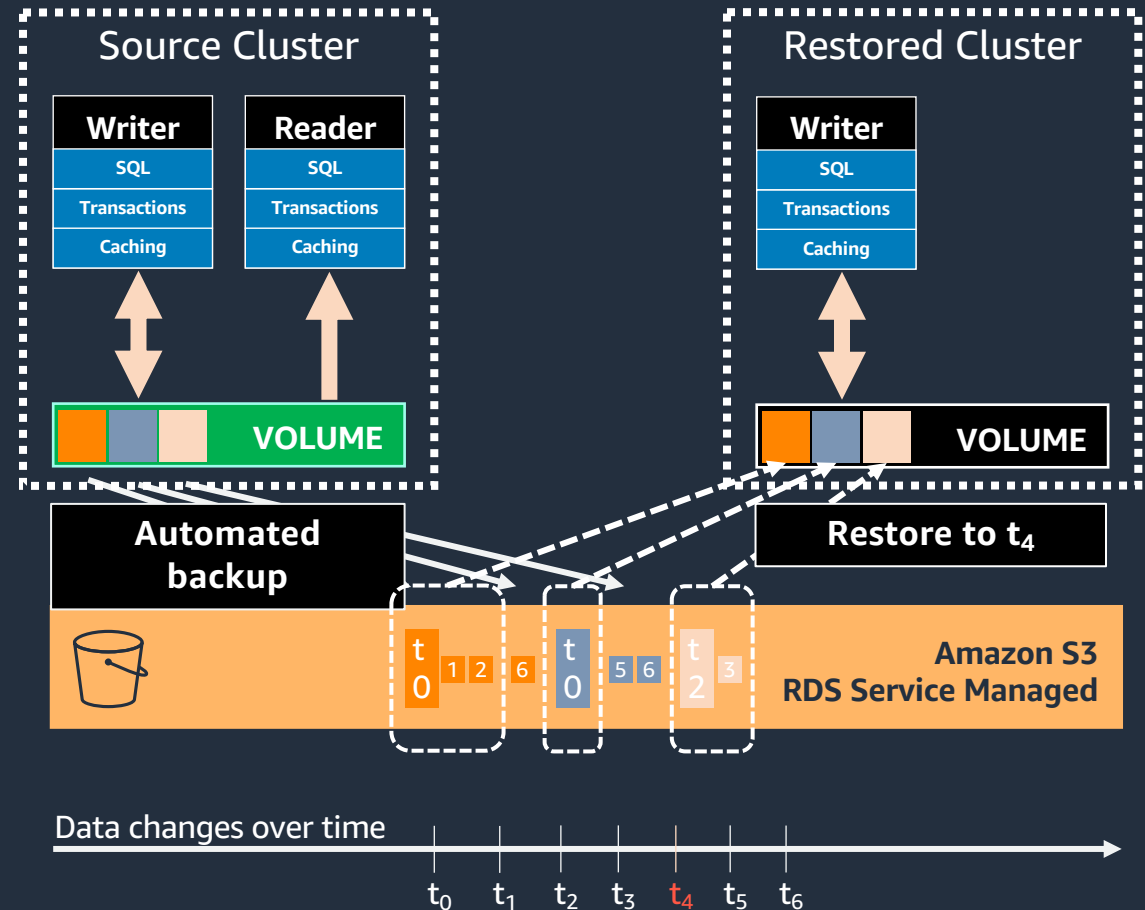 Source Cluster
Restored Cluster
Writer
SQL
Transactions
Caching
Reader
SQL
Transactions
Caching
Writer
SQL
Transactions
Caching
VOLUME
VOLUME
Automated
backup
Restore to t₄
t
0
1
2
6
t
0
5
6
t
2
3
Amazon S3
RDS Service Managed
Data changes over time
t₀ t₁ t₂ t₃ t₄ t₅ t₆